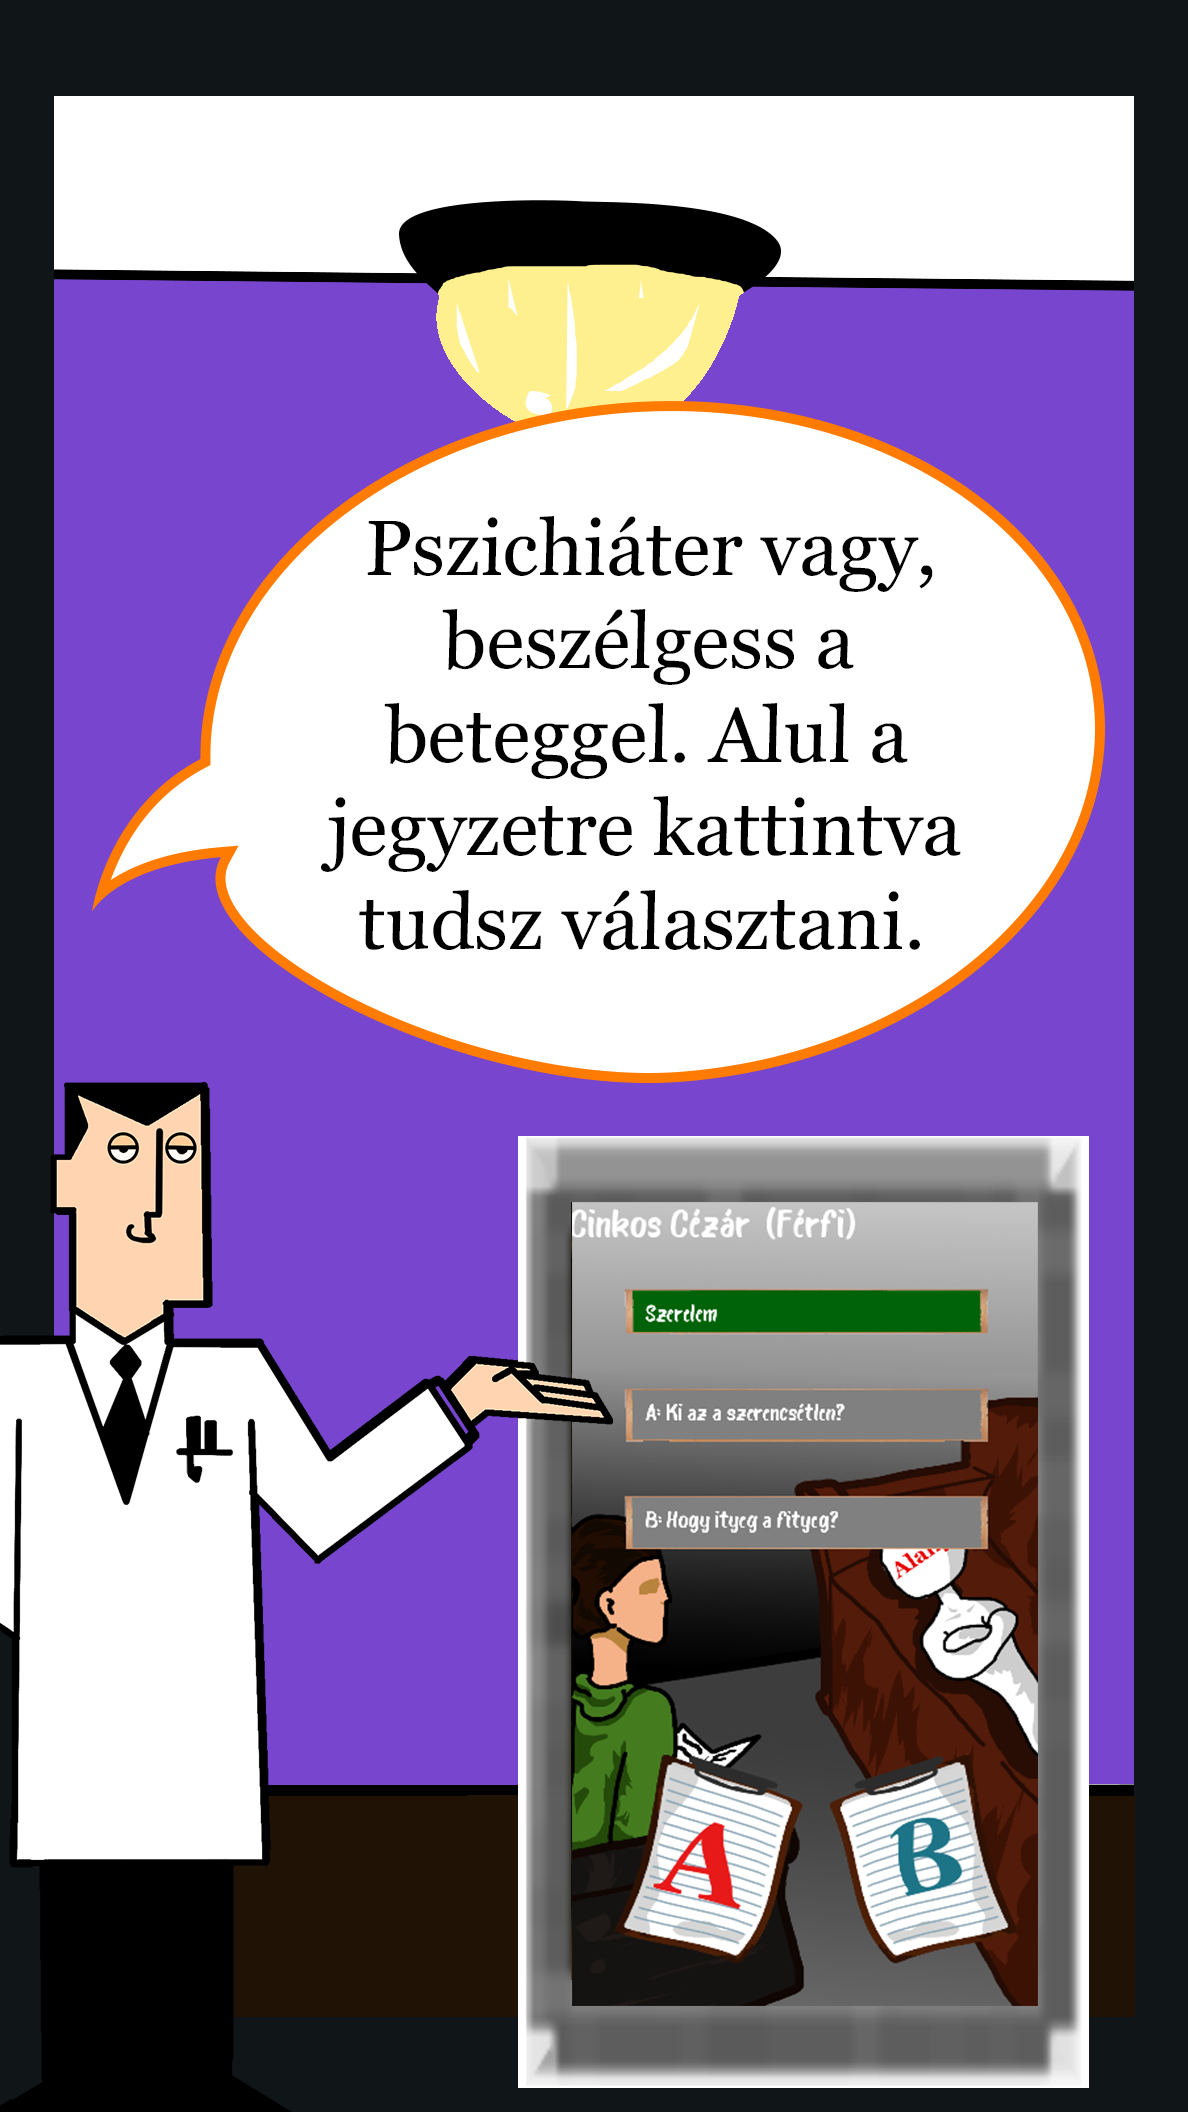 Pszichiáter vagy,
beszélgess a
beteggel. Alul a
jegyzetre kattintva
tudsz választani.
Cinkos Cézár (Férfi)
Szerelem
A: Ki az a szerencsétlen?
B: Hogy ityeg a fityeg?
A
B